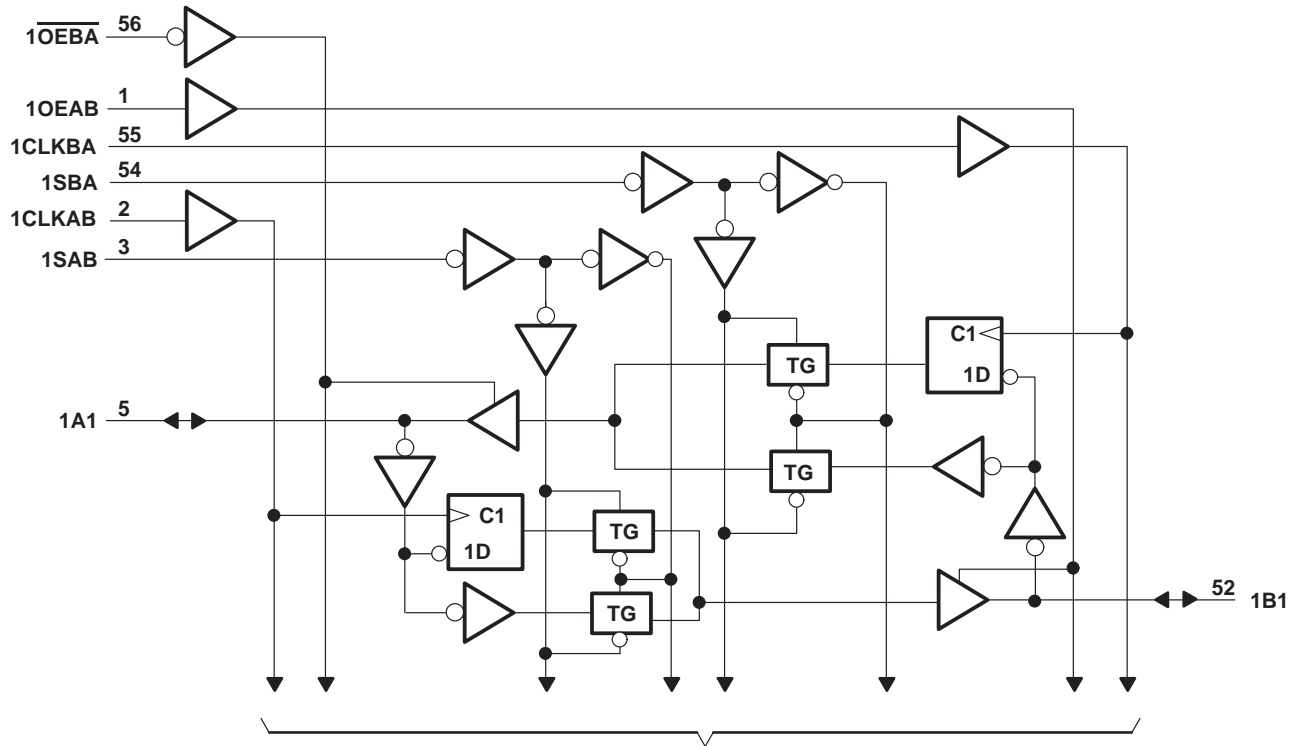 1O̅E̅B̅A̅ 56
1OEAB 1
1CLKBA 55
1SBA 54
1CLKAB 2
1SAB 3
C1
1D
TG
1A1 5
TG
C1
1D
TG
TG
52 1B1